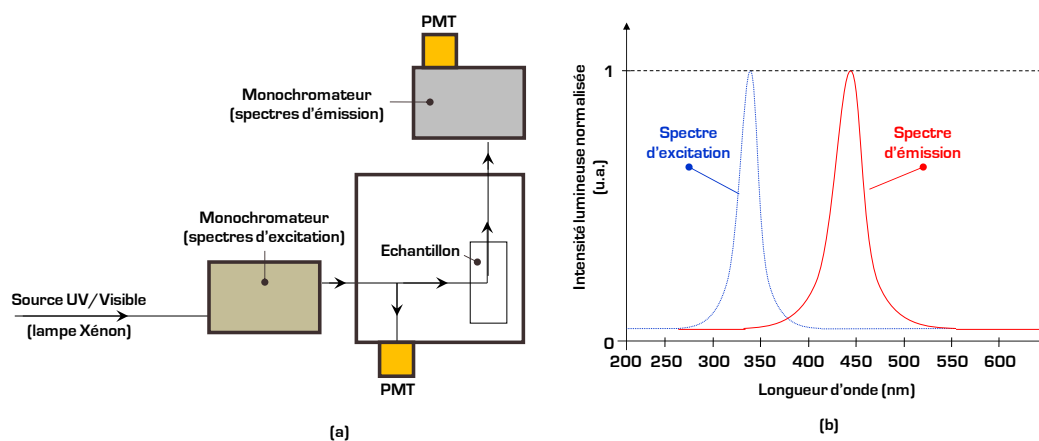 PMT
Monochromateur
(spectres d'émission)
Monochromateur
(spectres d'excitation)
Echantillon
Source UV/Visible
(lampe Xénon)
PMT
(a)
Intensité lumineuse normalisée
(u.a.)
1
0
Spectre
d'excitation
Spectre
d'émission
200 250 300 350 400 450 500 550 600
Longueur d'onde (nm)
(b)